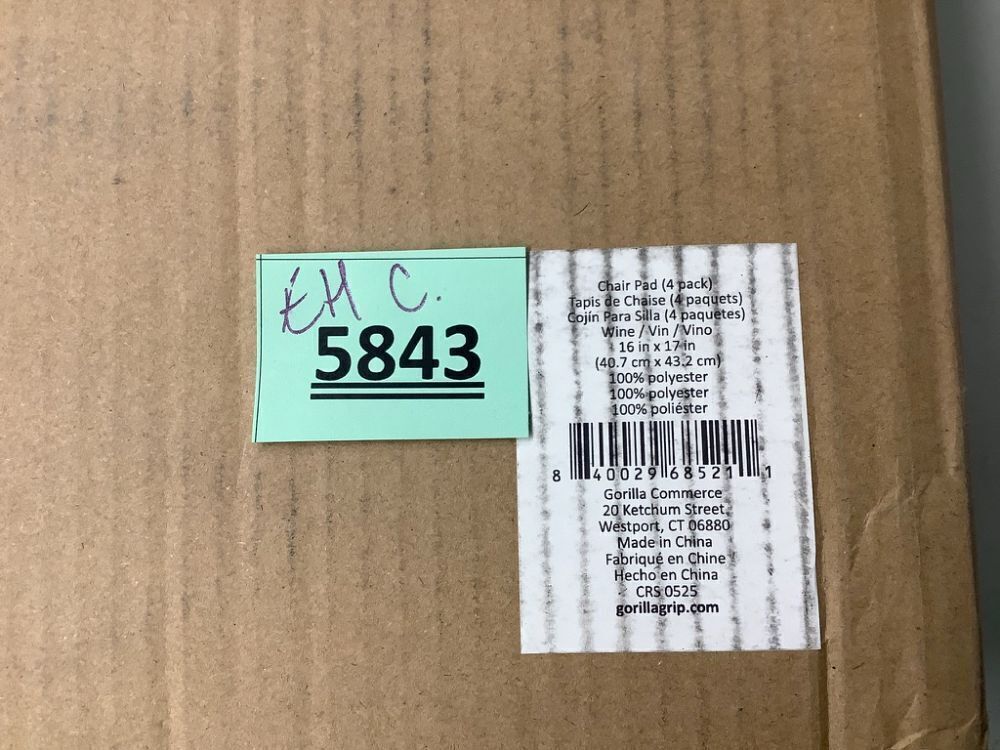 ÉH C.
5843
Chair Pad (4 pack)
Tapis de Chaise (4 paquets)
Cojín Para Silla (4 paquetes)
Wine / Vin / Vino
16 in x 17 in
(40.7 cm x 43.2 cm)
100% polyester
100% polyester
100% poliéster
8 40029 68521 1
Gorilla Commerce
20 Ketchum Street
Westport, CT 06880
Made in China
Fabriqué en Chine
Hecho en China
CRS 0525
gorillagrip.com